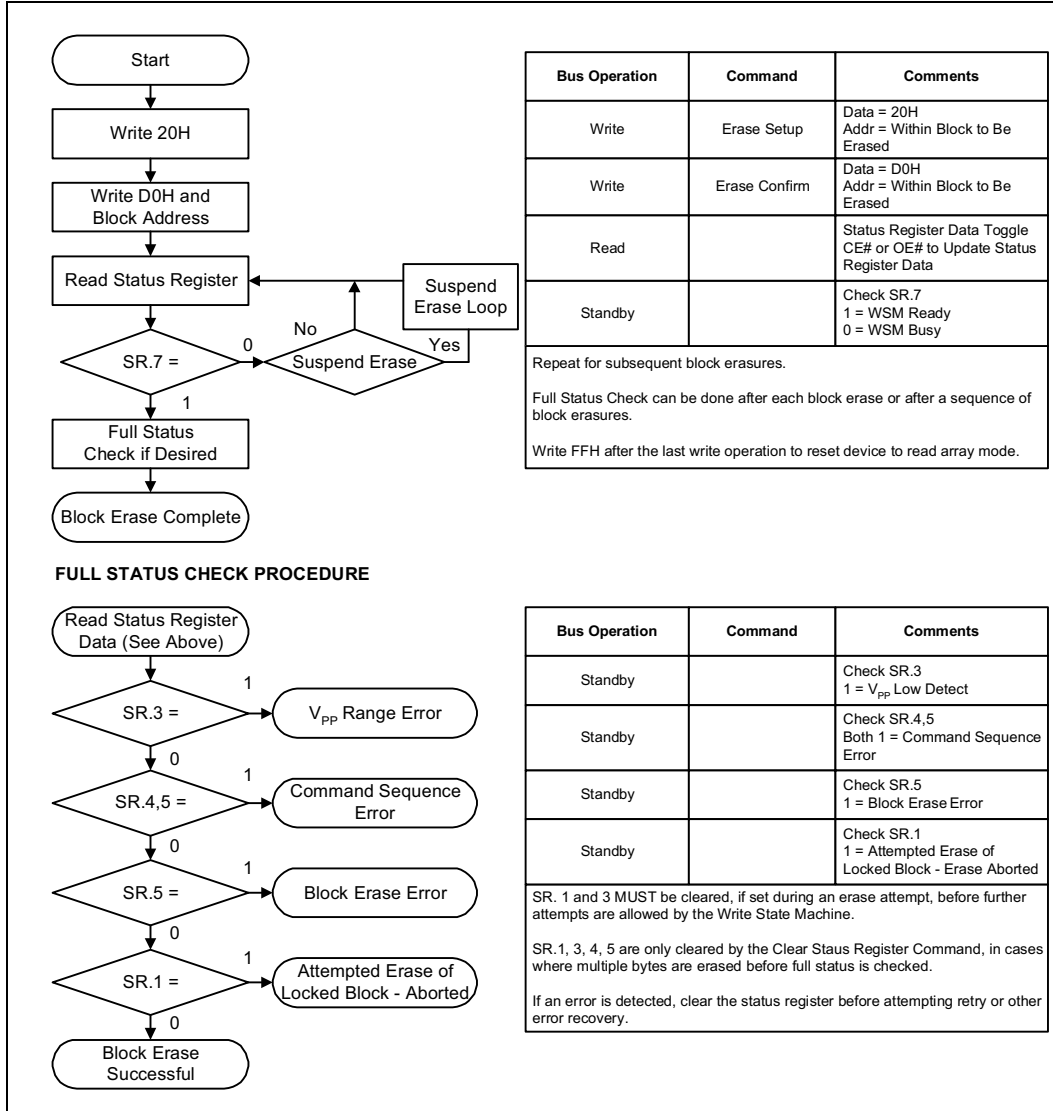 Start
Write 20H
Write D0H and
Block Address
Read Status Register
Suspend
Erase Loop
No
Yes
SR.7 =
0
Suspend Erase
1
Full Status
Check if Desired
Block Erase Complete
Bus Operation Command Comments
Write Erase Setup Data = 20H
Addr = Within Block to Be
Erased
Write Erase Confirm Data = D0H
Addr = Within Block to Be
Erased
Read Status Register Data Toggle
CE# or OE# to Update Status
Register Data
Standby Check SR.7
1 = WSM Ready
0 = WSM Busy
Repeat for subsequent block erasures.
Full Status Check can be done after each block erase or after a sequence of
block erasures.
Write FFH after the last write operation to reset device to read array mode.
FULL STATUS CHECK PROCEDURE
Read Status Register
Data (See Above)
SR.3 =
1
VPP Range Error
0
SR.4,5 =
1
Command Sequence
Error
0
SR.5 =
1
Block Erase Error
0
SR.1 =
1
Attempted Erase of
Locked Block - Aborted
0
Block Erase
Successful
Bus Operation Command Comments
Standby Check SR.3
1 = VPP Low Detect
Standby Check SR.4,5
Both 1 = Command Sequence
Error
Standby Check SR.5
1 = Block Erase Error
Standby Check SR.1
1 = Attempted Erase of
Locked Block - Erase Aborted
SR. 1 and 3 MUST be cleared, if set during an erase attempt, before further
attempts are allowed by the Write State Machine.
SR.1, 3, 4, 5 are only cleared by the Clear Staus Register Command, in cases
where multiple bytes are erased before full status is checked.
If an error is detected, clear the status register before attempting retry or other
error recovery.